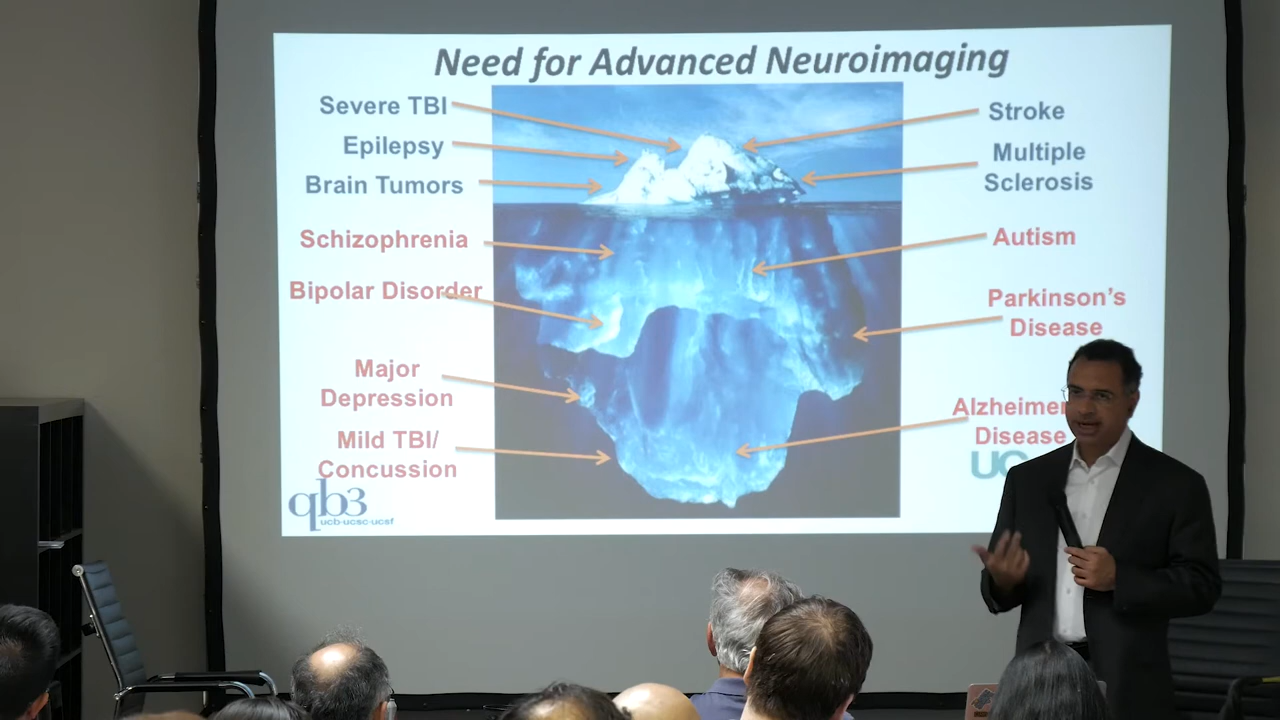 Need for Advanced Neuroimaging
Severe TBI
Epilepsy
Brain Tumors
Schizophrenia
Bipolar Disorder
Major
Depression
Mild TBI/
Concussion
Stroke
Multiple
Sclerosis
Autism
Parkinson’s
Disease
Disease
qb3
ucb·ucsc·ucsf